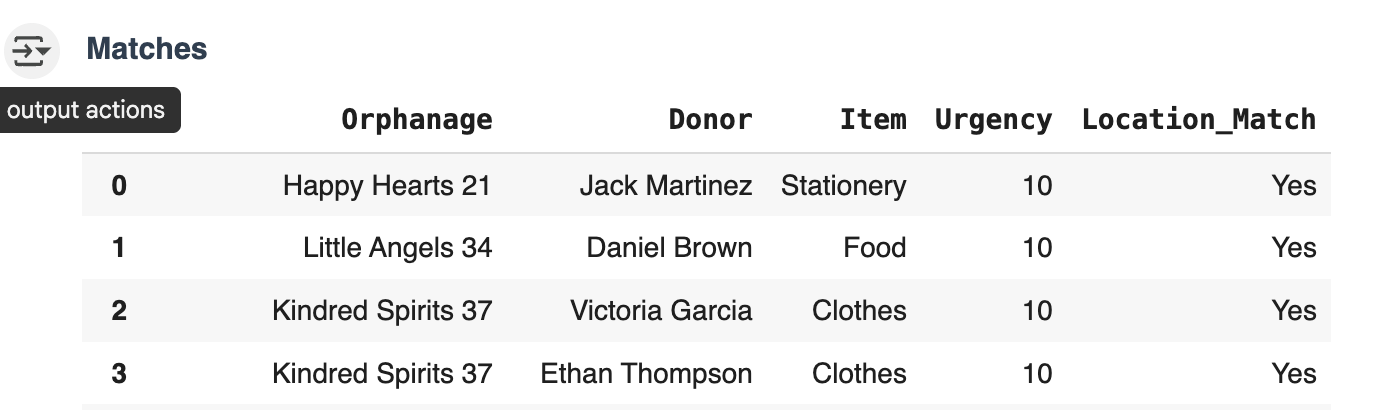 Matches
output actions
Orphanage Donor Item Urgency Location_Match
0 Happy Hearts 21 Jack Martinez Stationery 10 Yes
1 Little Angels 34 Daniel Brown Food 10 Yes
2 Kindred Spirits 37 Victoria Garcia Clothes 10 Yes
3 Kindred Spirits 37 Ethan Thompson Clothes 10 Yes